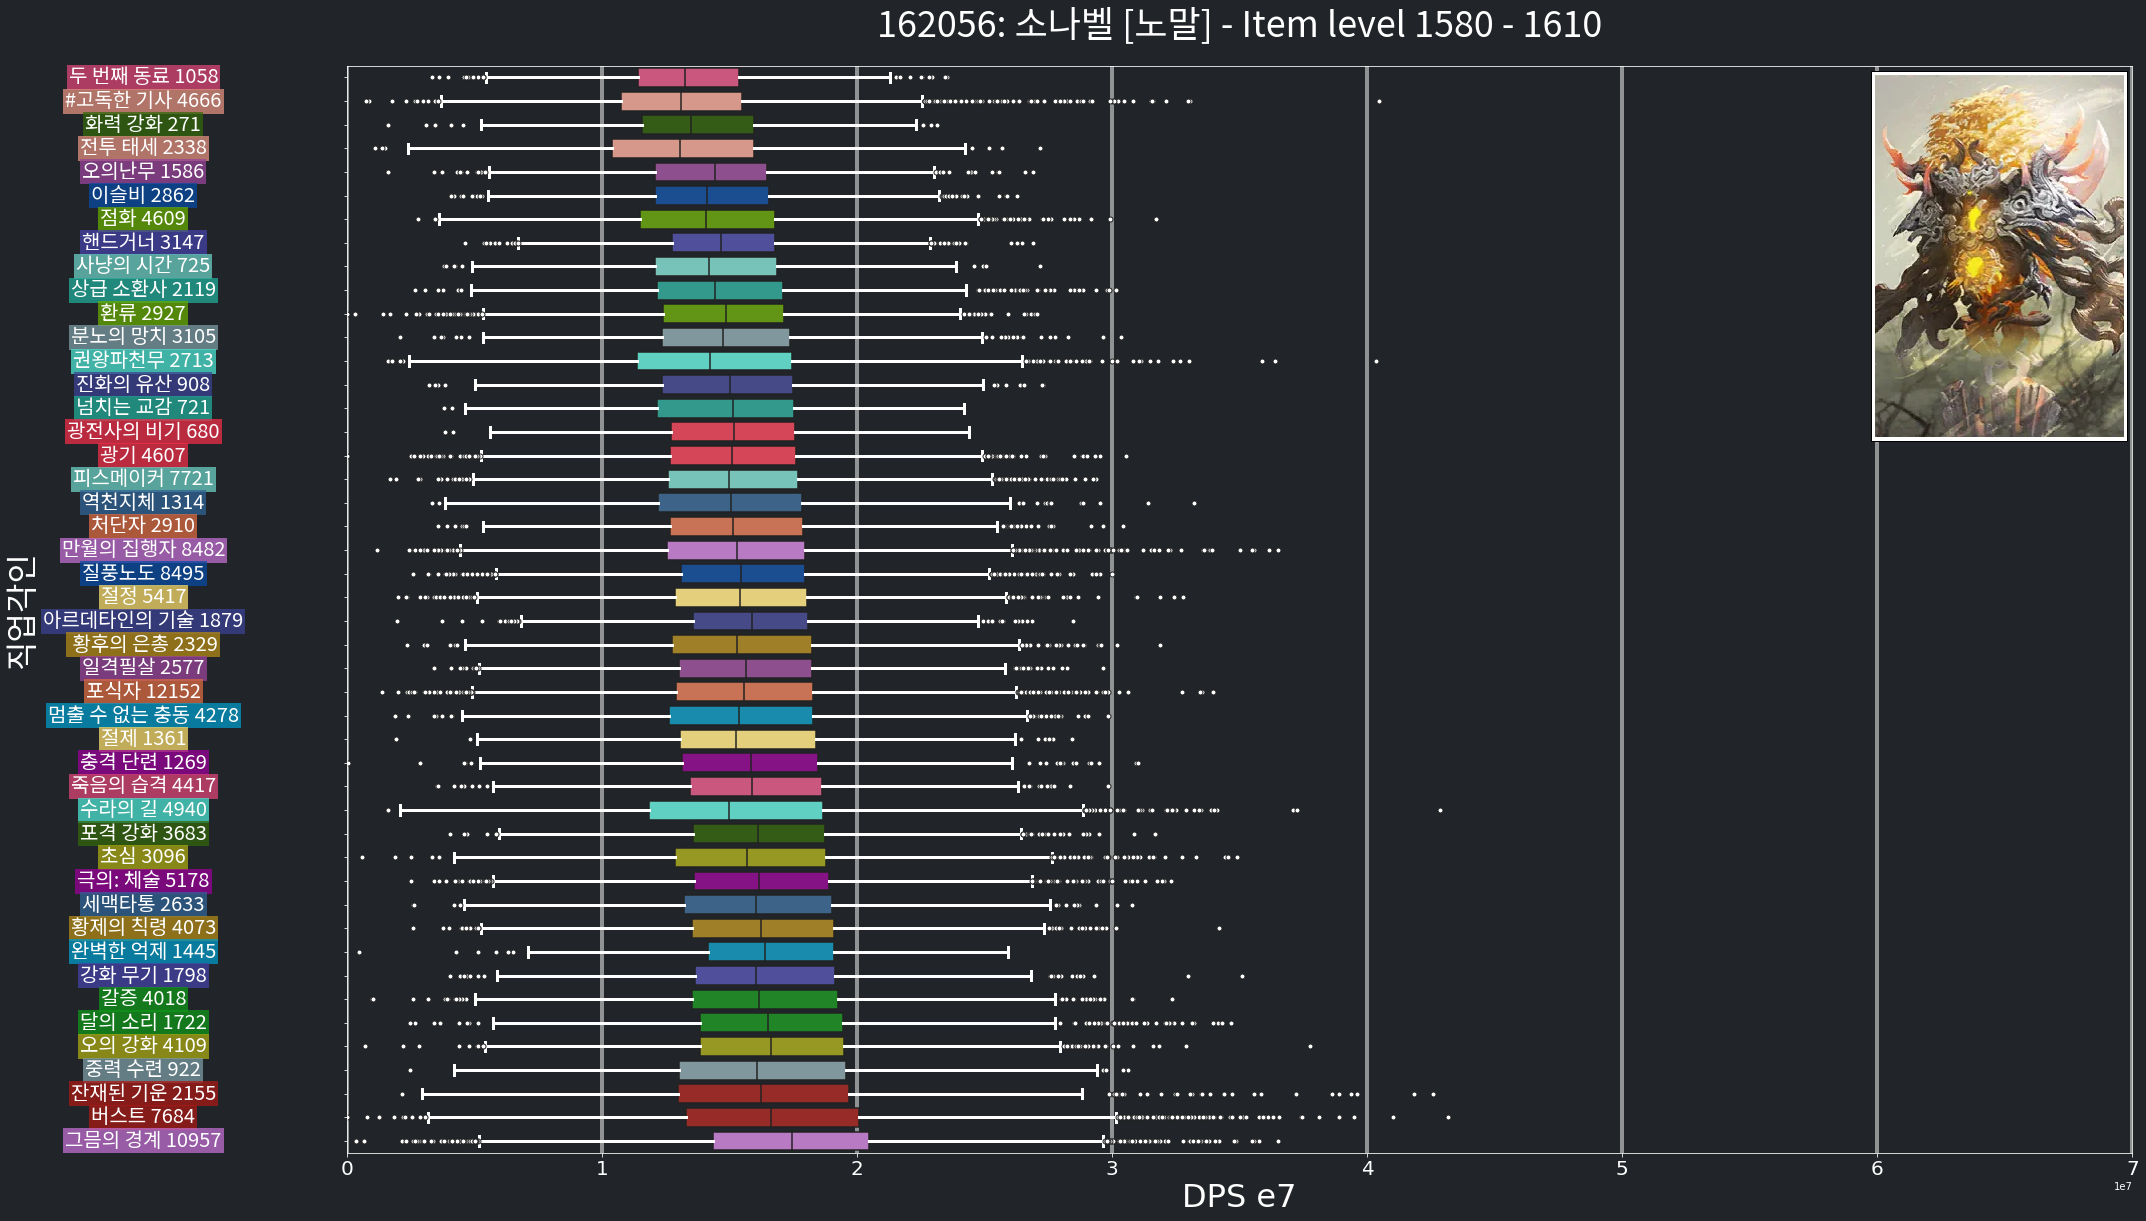 162056: 소나벨 [노말] - Item level 1580 - 1610
두 번째 동료 1058
#고독한 기사 4666
화력 강화 271
전투 태세 2338
오의난무 1586
이슬비 2862
점화 4609
핸드거너 3147
사냥의 시간 725
상급 소환사 2119
환류 2927
분노의 망치 3105
권왕파천무 2713
진화의 유산 908
넘치는 교감 721
광전사의 비기 680
광기 4607
피스메이커 7721
역천지체 1314
처단자 2910
만월의 집행자 8482
질풍노도 8495
절정 5417
아르데타인의 기술 1879
황후의 은총 2329
일격필살 2577
포식자 12152
멈출 수 없는 충동 4278
절제 1361
충격 단련 1269
죽음의 습격 4417
수라의 길 4940
포격 강화 3683
초심 3096
극의: 체술 5178
세맥타통 2633
황제의 칙령 4073
완벽한 억제 1445
강화 무기 1798
갈증 4018
달의 소리 1722
오의 강화 4109
중력 수련 922
잔재된 기운 2155
버스트 7684
그믐의 경계 10957
직업각인
0 1 2 3 4 5 6 7
1e7
DPS e7